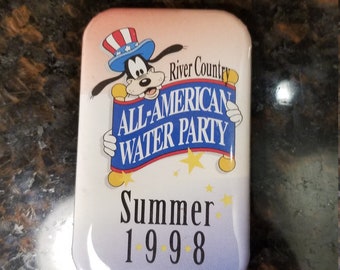 River Country
ALL-AMERICAN
WATER PARTY
Summer
1998